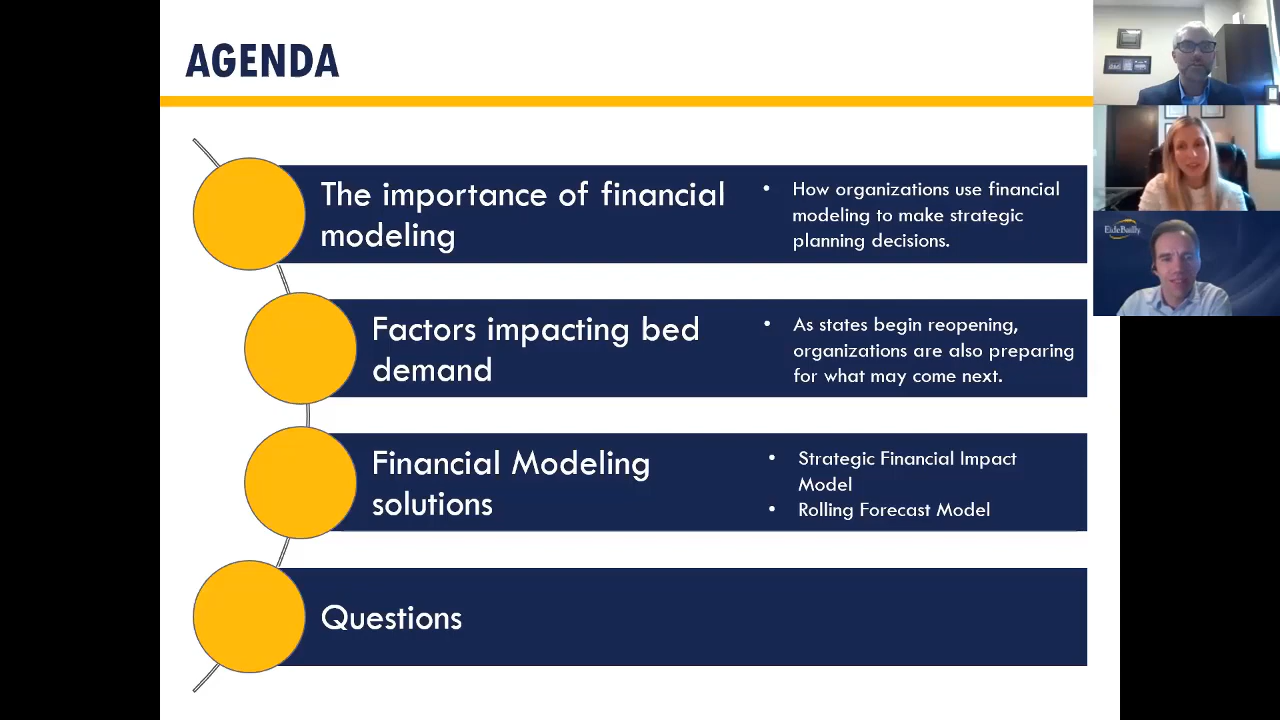 AGENDA
The importance of financial
modeling
• How organizations use financial
modeling to make strategic
planning decisions.
Factors impacting bed
demand
• As states begin reopening,
organizations are also preparing
for what may come next.
Financial Modeling
solutions
• Strategic Financial Impact
Model
• Rolling Forecast Model
Questions
EideBailly